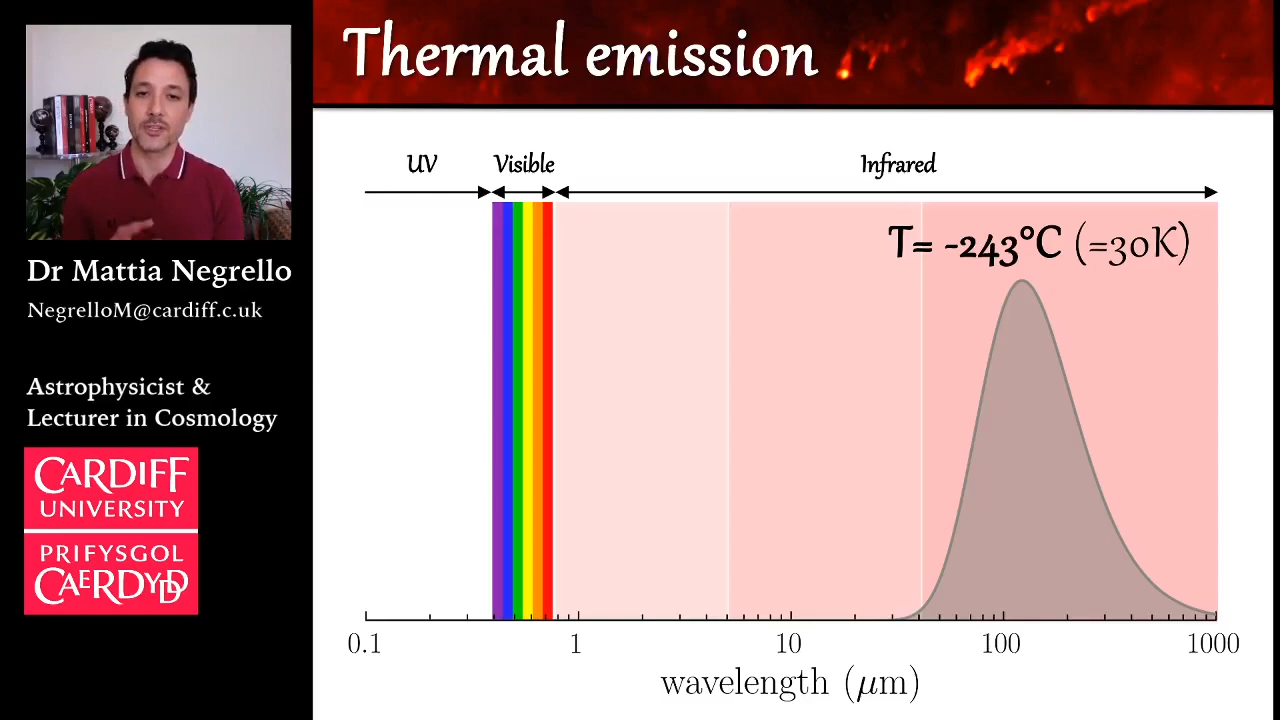 Thermal emission
Dr Mattia Negrello
NegrelloM@cardiff.c.uk
Astrophysicist &
Lecturer in Cosmology
CARDIFF
UNIVERSITY
PRIFYSGOL
CAERDYDD
UV Visible Infrared
T= -243°C (=30K)
0.1 1 10 100 1000
wavelength (μm)